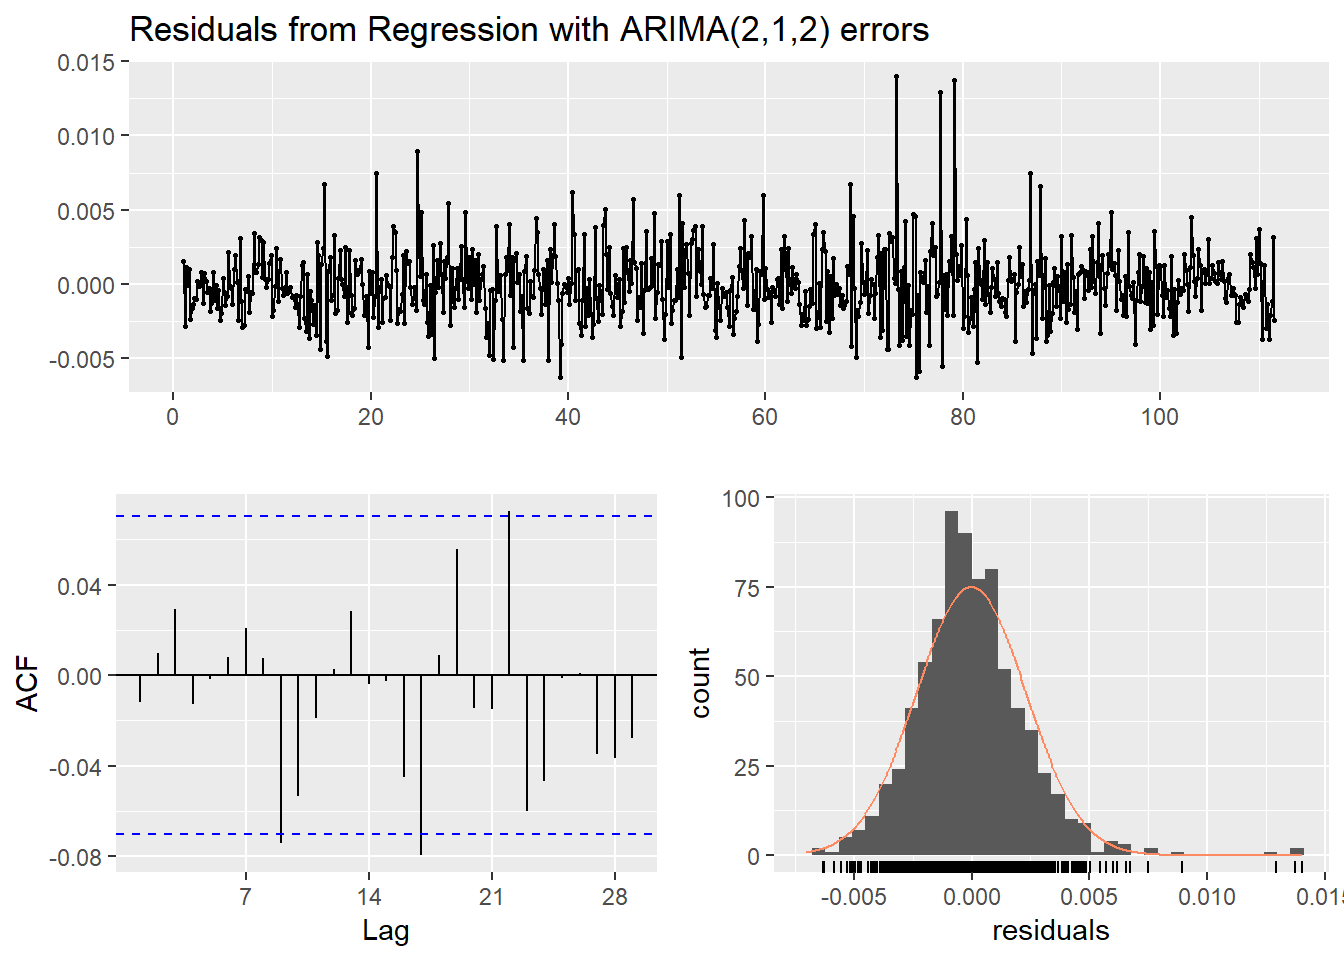 Residuals from Regression with ARIMA(2,1,2) errors
0.015
0.010
0.005
0.000
-0.005
0 20 40 60 80 100
ACF
0.04
0.00
-0.04
-0.08
7 14 21 28
Lag
count
100
75
50
25
0
-0.005 0.000 0.005 0.010 0.015
residuals